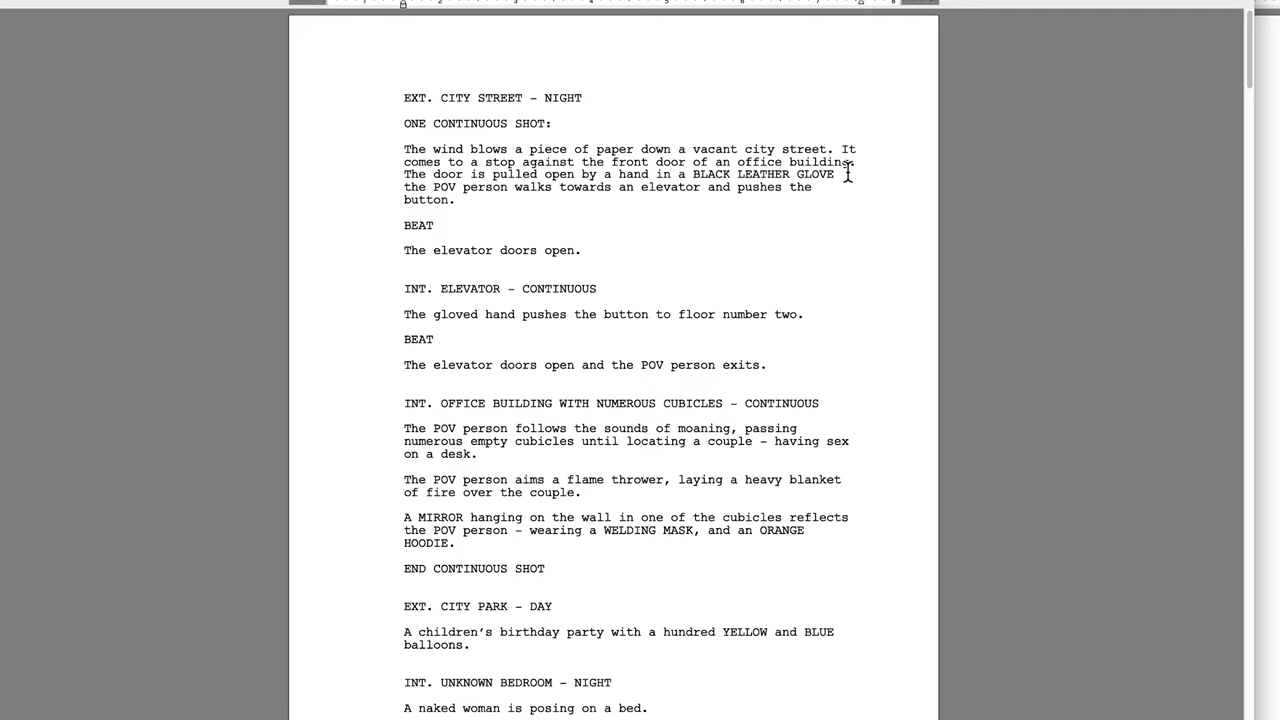 EXT. CITY STREET – NIGHT
ONE CONTINUOUS SHOT:
The wind blows a piece of paper down a vacant city street. It
comes to a stop against the front door of an office building.
The door is pulled open by a hand in a BLACK LEATHER GLOVE
the POV person walks towards an elevator and pushes the
button.
BEAT
The elevator doors open.
INT. ELEVATOR – CONTINUOUS
The gloved hand pushes the button to floor number two.
BEAT
The elevator doors open and the POV person exits.
INT. OFFICE BUILDING WITH NUMEROUS CUBICLES – CONTINUOUS
The POV person follows the sounds of moaning, passing
numerous empty cubicles until locating a couple – having sex
on a desk.
The POV person aims a flame thrower, laying a heavy blanket
of fire over the couple.
A MIRROR hanging on the wall in one of the cubicles reflects
the POV person – wearing a WELDING MASK, and an ORANGE
HOODIE.
END CONTINUOUS SHOT
EXT. CITY PARK – DAY
A children's birthday party with a hundred YELLOW and BLUE
balloons.
INT. UNKNOWN BEDROOM – NIGHT
A naked woman is posing on a bed.